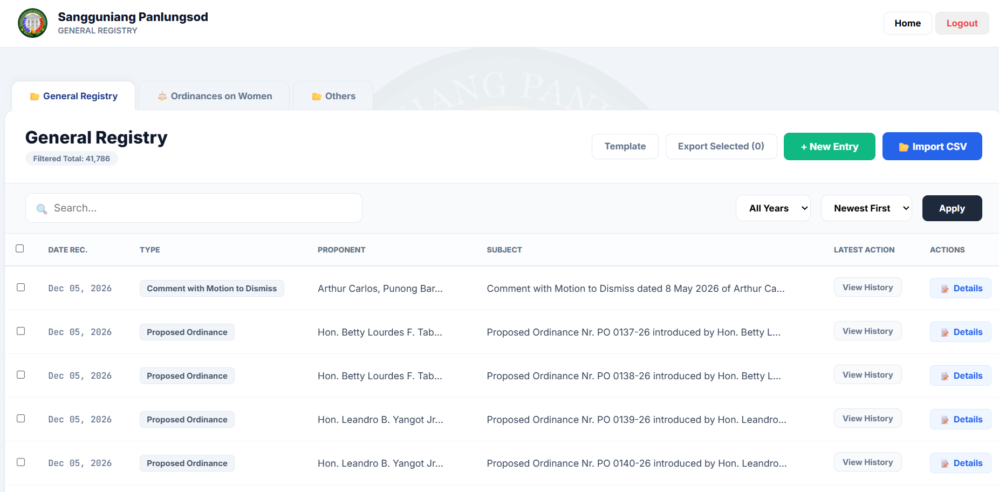 Sangguniang Panlungsod
GENERAL REGISTRY
Home
Logout
General Registry
Ordinances on Women
Others
General Registry
Filtered Total: 41,786
Template
Export Selected (0)
+ New Entry
Import CSV
Search...
All Years
Newest First
Apply
DATE REC. TYPE PROPONENT SUBJECT LATEST ACTION ACTIONS
Dec 05, 2026 Comment with Motion to Dismiss Arthur Carlos, Punong Bar... Comment with Motion to Dismiss dated 8 May 2026 of Arthur Ca... View History Details
Dec 05, 2026 Proposed Ordinance Hon. Betty Lourdes F. Tab... Proposed Ordinance Nr. PO 0137-26 introduced by Hon. Betty L... View History Details
Dec 05, 2026 Proposed Ordinance Hon. Betty Lourdes F. Tab... Proposed Ordinance Nr. PO 0138-26 introduced by Hon. Betty L... View History Details
Dec 05, 2026 Proposed Ordinance Hon. Leandro B. Yangot Jr... Proposed Ordinance Nr. PO 0139-26 introduced by Hon. Leandro... View History Details
Dec 05, 2026 Proposed Ordinance Hon. Leandro B. Yangot Jr... Proposed Ordinance Nr. PO 0140-26 introduced by Hon. Leandro... View History Details